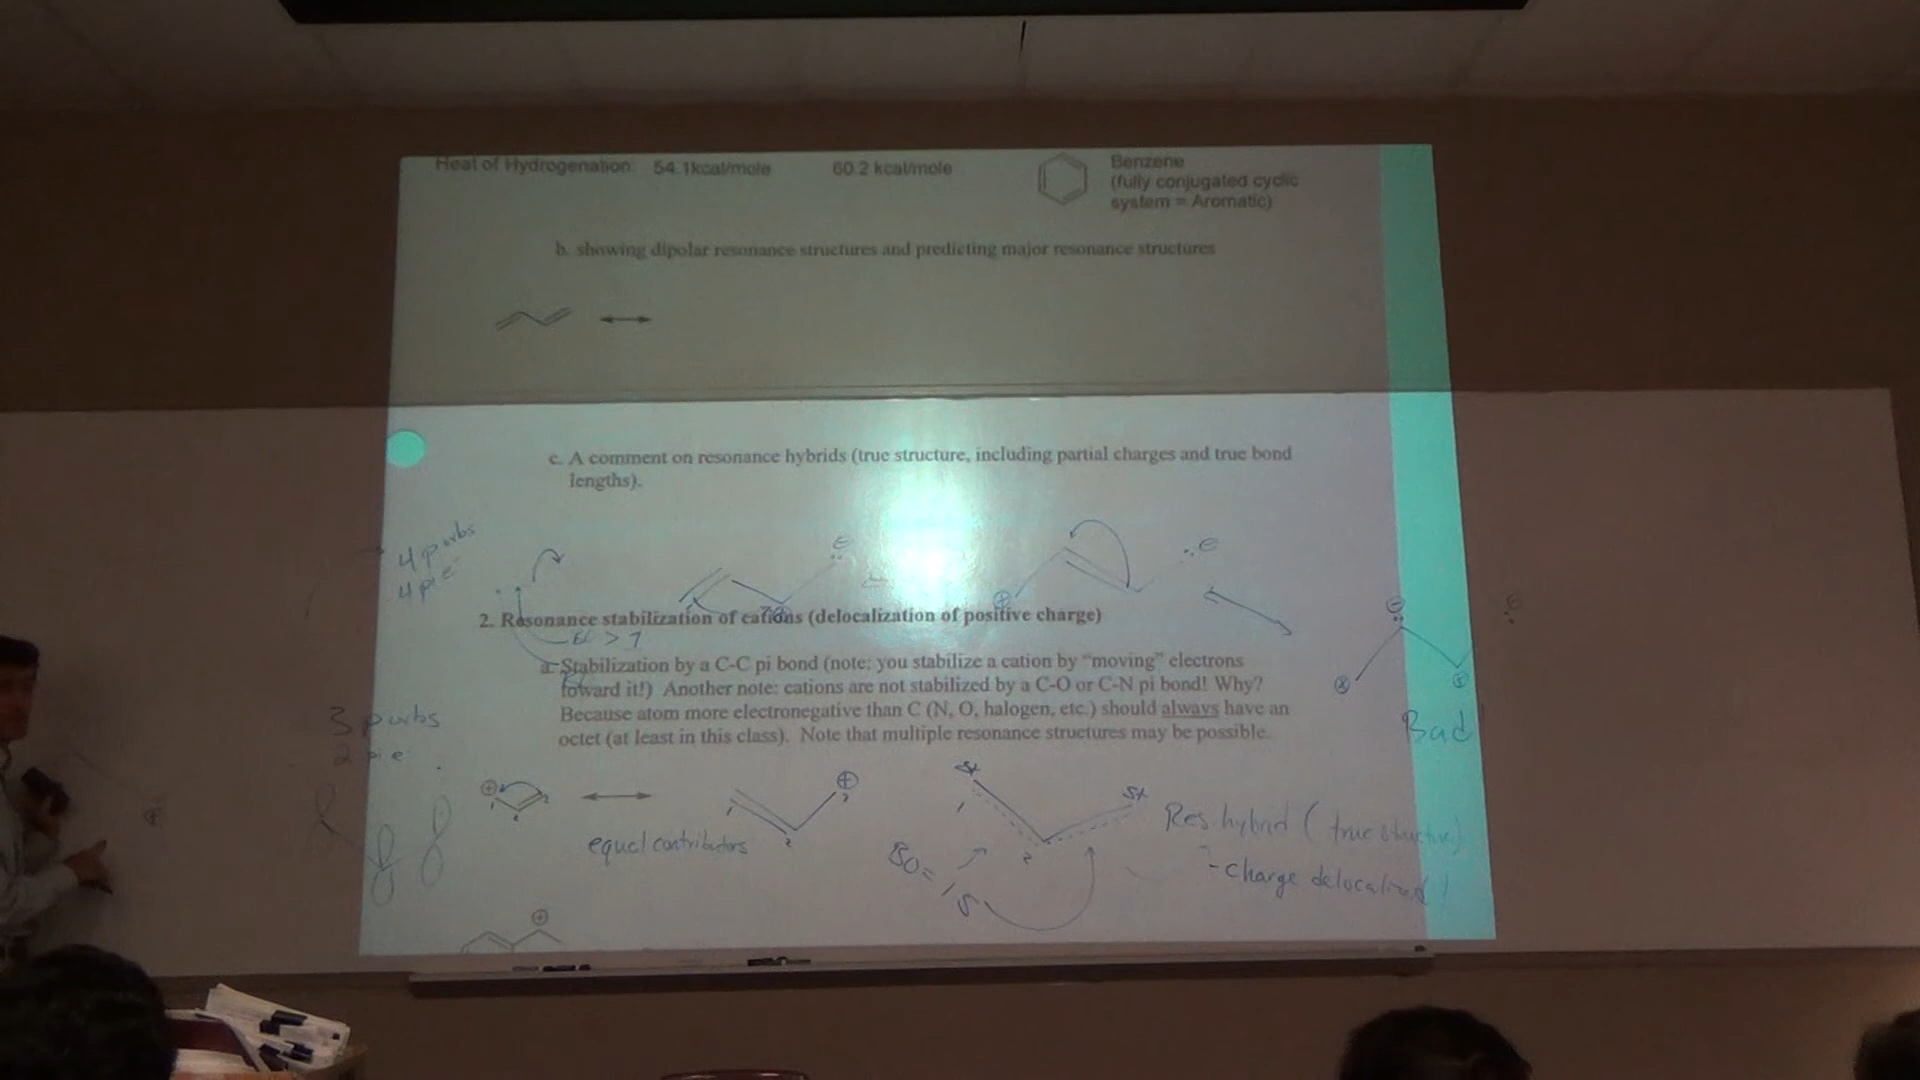 Heat of Hydrogenation: 54.1kcal/mole 60.2 kcal/mole
Benzene
(fully conjugated cyclic
system = Aromatic)
b. showing dipolar resonance structures and predicting major resonance structures
c. A comment on resonance hybrids (true structure, including partial charges and true bond
lengths).
4 p orbs
4 pi e
2. Resonance stabilization of cations (delocalization of positive charge)
> 1
a. Stabilization by a C-C pi bond (note: you stabilize a cation by "moving" electrons
toward it!) Another note: cations are not stabilized by a C-O or C-N pi bond! Why?
Because atom more electronegative than C (N, O, halogen, etc.) should always have an
octet (at least in this class). Note that multiple resonance structures may be possible.
Bad
3 p orbs
2 pi e
equal contributors
BO= 1.5
Res. hybrid (true structure)
- charge delocalized!